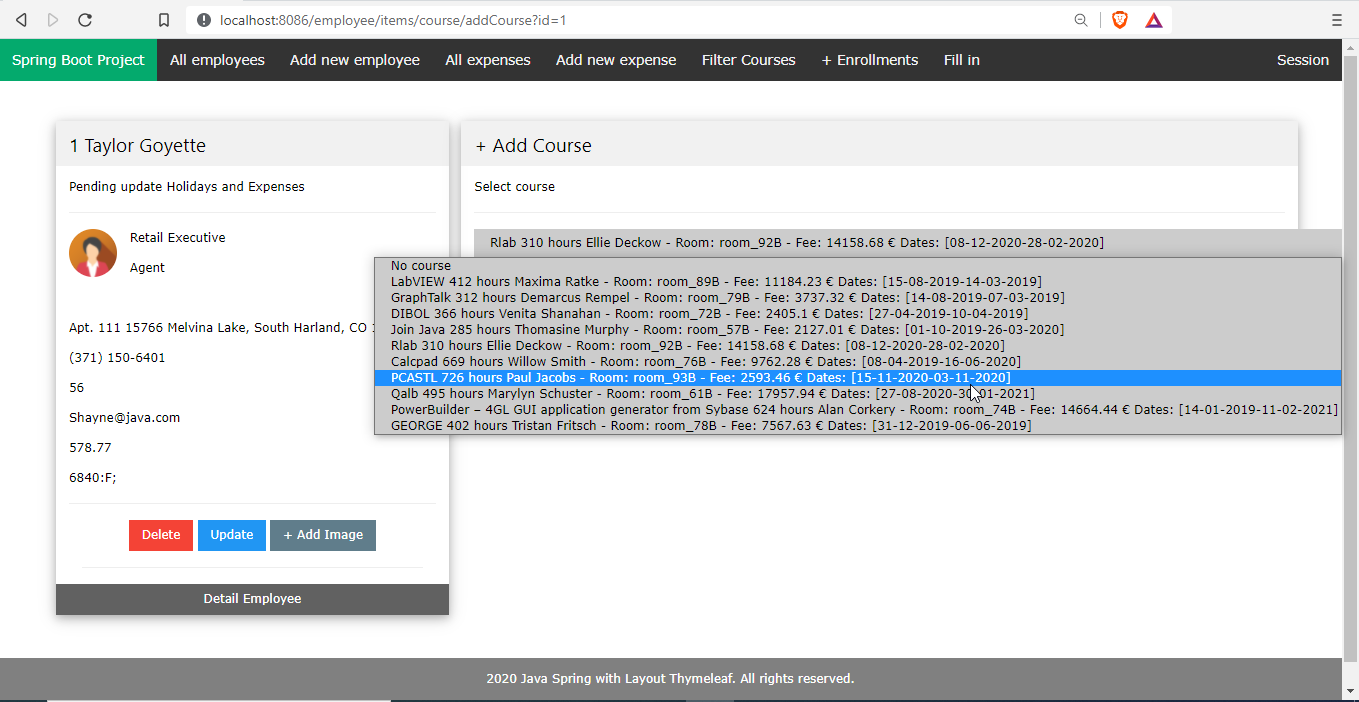 localhost:8086/employee/items/course/addCourse?id=1
Spring Boot Project All employees Add new employee All expenses Add new expense Filter Courses + Enrollments Fill in Session
1 Taylor Goyette
Pending update Holidays and Expenses
Retail Executive
Agent
Apt. 111 15766 Melvina Lake, South Harland, CO
(371) 150-6401
56
Shayne@java.com
578.77
6840:F;
Delete Update + Add Image
Detail Employee
+ Add Course
Select course
Rlab 310 hours Ellie Deckow - Room: room_92B - Fee: 14158.68 € Dates: [08-12-2020-28-02-2020]
No course
LabVIEW 412 hours Maxima Ratke - Room: room_89B - Fee: 11184.23 € Dates: [15-08-2019-14-03-2019]
GraphTalk 312 hours Demarcus Rempel - Room: room_79B - Fee: 3737.32 € Dates: [14-08-2019-07-03-2019]
DIBOL 366 hours Venita Shanahan - Room: room_72B - Fee: 2405.1 € Dates: [27-04-2019-10-04-2019]
Join Java 285 hours Thomasine Murphy - Room: room_57B - Fee: 2127.01 € Dates: [01-10-2019-26-03-2020]
Rlab 310 hours Ellie Deckow - Room: room_92B - Fee: 14158.68 € Dates: [08-12-2020-28-02-2020]
Calcpad 669 hours Willow Smith - Room: room_76B - Fee: 9762.28 € Dates: [08-04-2019-16-06-2020]
PCASTL 726 hours Paul Jacobs - Room: room_93B - Fee: 2593.46 € Dates: [15-11-2020-03-11-2020]
Qalb 495 hours Marylyn Schuster - Room: room_61B - Fee: 17957.94 € Dates: [27-08-2020-30-01-2021]
PowerBuilder – 4GL GUI application generator from Sybase 624 hours Alan Corkery - Room: room_74B - Fee: 14664.44 € Dates: [14-01-2019-11-02-2021]
GEORGE 402 hours Tristan Fritsch - Room: room_78B - Fee: 7567.63 € Dates: [31-12-2019-06-06-2019]
2020 Java Spring with Layout Thymeleaf. All rights reserved.